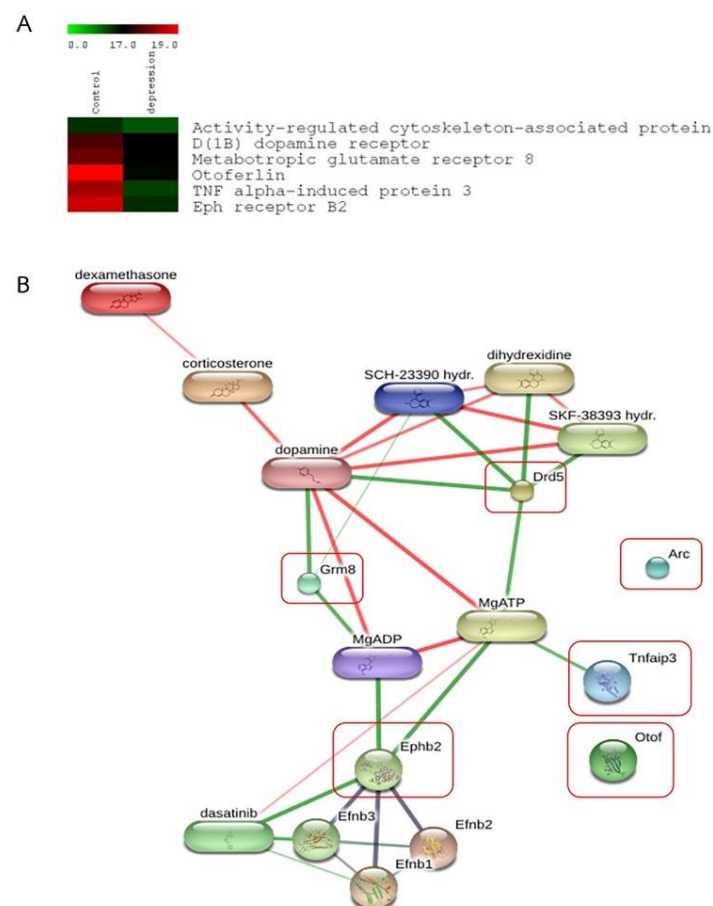 A
0.0 17.0 19.0
Control
depression
Activity-regulated cytoskeleton-associated protein
D(1B) dopamine receptor
Metabotropic glutamate receptor 8
Otoferlin
TNF alpha-induced protein 3
Eph receptor B2
B
dexamethasone
corticosterone
SCH-23390 hydr.
dihydrexidine
SKF-38393 hydr.
dopamine
Drd5
Grm8
Arc
MgATP
MgADP
Tnfaip3
Ephb2
Otof
dasatinib
Efnb3
Efnb2
Efnb1